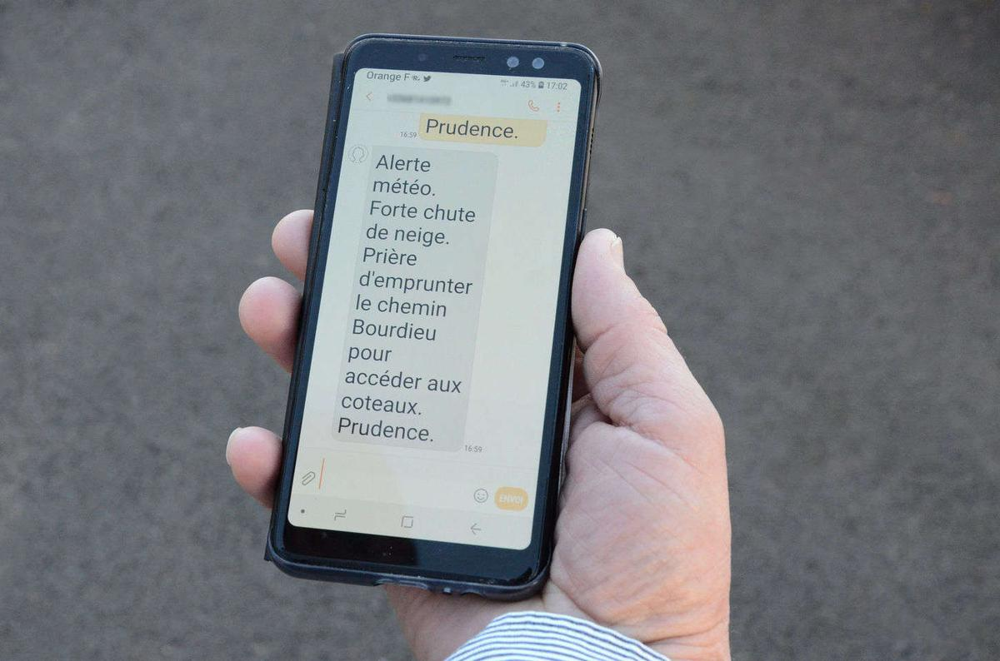 Orange F 43% 17:02
Prudence.
16:59
Alerte
météo.
Forte chute
de neige.
Prière
d'emprunter
le chemin
Bourdieu
pour
accéder aux
coteaux.
Prudence.
16:59
ENVOI